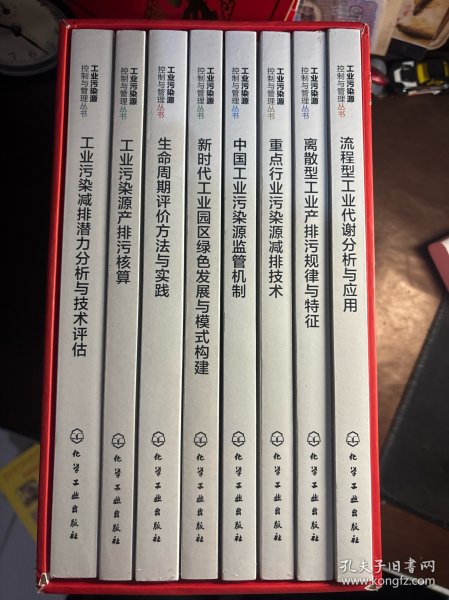 工业污染源
控制与管理丛书
工业污染减排潜力分析与技术评估
化学工业出版社
工业污染源
控制与管理丛书
工业污染源产排污核算
化学工业出版社
工业污染源
控制与管理丛书
生命周期评价方法与实践
化学工业出版社
工业污染源
控制与管理丛书
新时代工业园区绿色发展与模式构建
化学工业出版社
工业污染源
控制与管理丛书
中国工业污染源监管机制
化学工业出版社
工业污染源
控制与管理丛书
重点行业污染源减排技术
化学工业出版社
工业污染源
控制与管理丛书
离散型工业产排污规律与特征
化学工业出版社
工业污染源
控制与管理丛书
流程型工业代谢分析与应用
化学工业出版社
孔夫子旧书网
www.kongfz.com